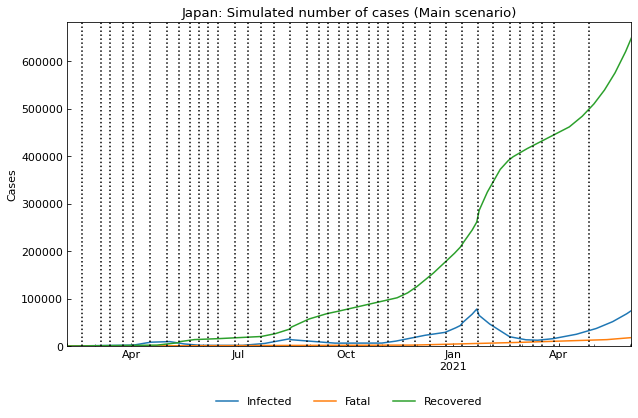 Japan: Simulated number of cases (Main scenario)
600000
500000
400000
300000
200000
100000
0
Cases
Apr
Jul
Oct
Jan
2021
Apr
Infected
Fatal
Recovered